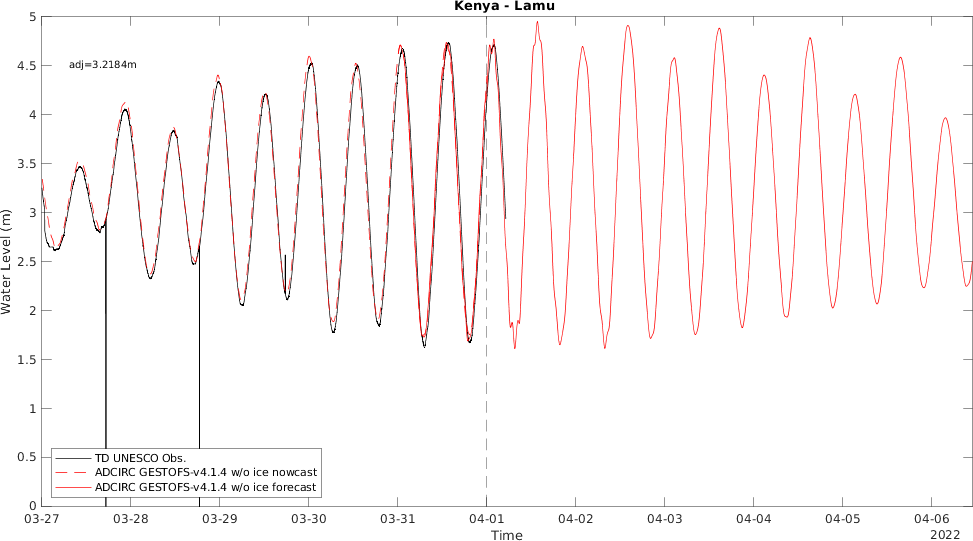 Kenya - Lamu
adj=3.2184m
Water Level (m)
5
4.5
4
3.5
3
2.5
2
1.5
1
0.5
0
TD UNESCO Obs.
ADCIRC GESTOFS-v4.1.4 w/o ice nowcast
ADCIRC GESTOFS-v4.1.4 w/o ice forecast
03-27 03-28 03-29 03-30 03-31 04-01 04-02 04-03 04-04 04-05 04-06
Time
2022